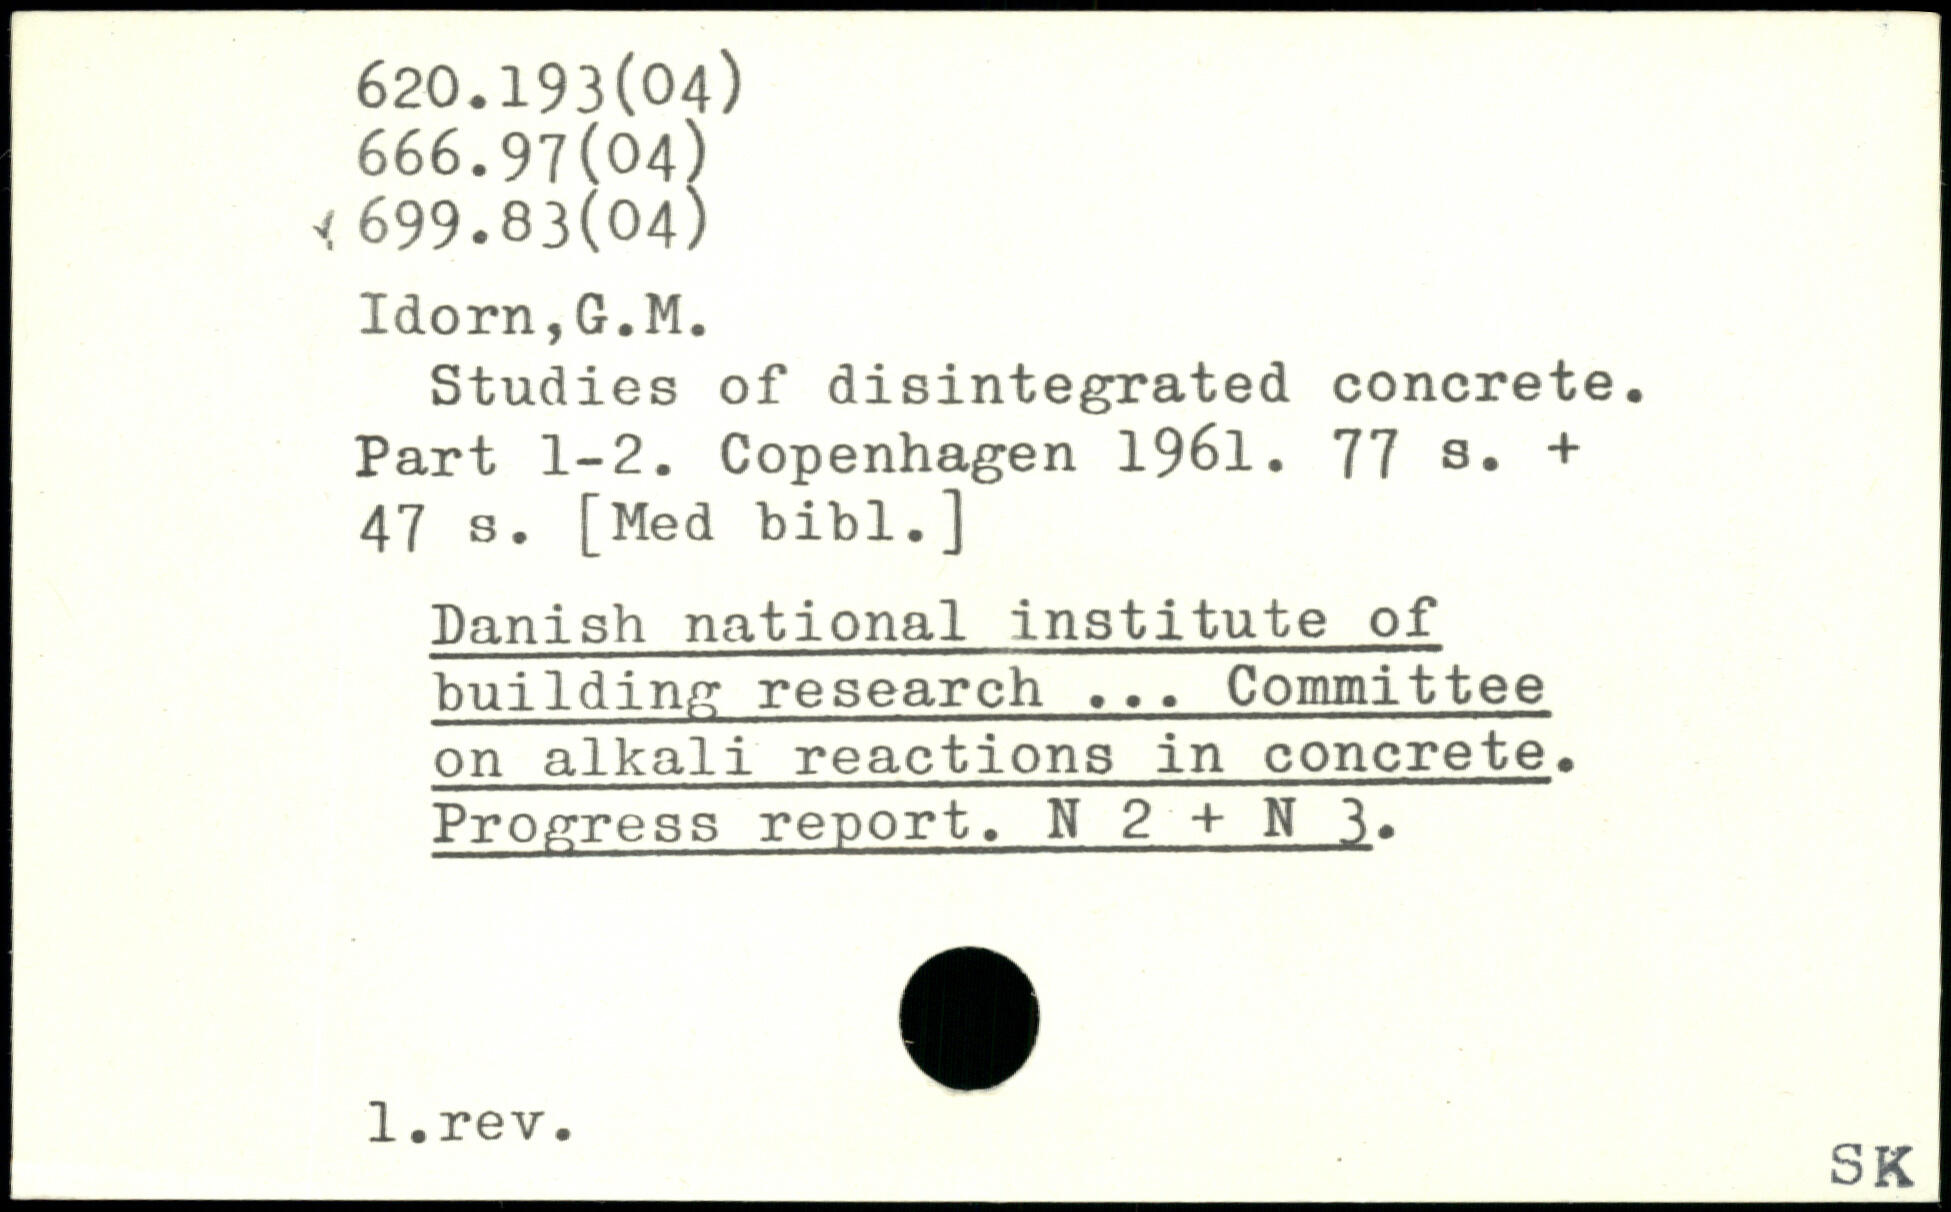 620.193(04)
666.97(04)
699.83(04)
Idorn,G.M.
Studies of disintegrated concrete.
Part 1-2. Copenhagen 1961. 77 s. +
47 s. [Med bibl.]
Danish national institute of
building research ... Committee
on alkali reactions in concrete.
Progress report. N 2 + N 3.
1.rev.
SK